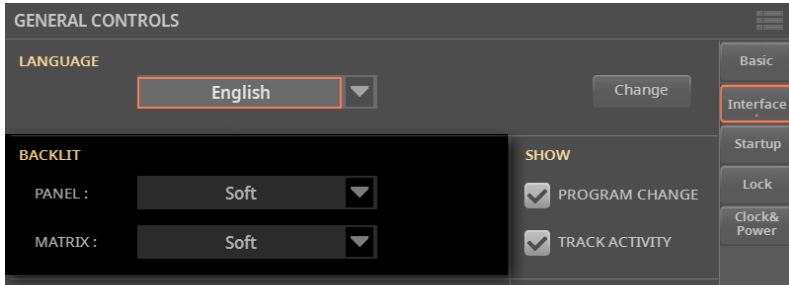 GENERAL CONTROLS
LANGUAGE
English
Change
BACKLIT
PANEL :
Soft
MATRIX :
Soft
SHOW
PROGRAM CHANGE
TRACK ACTIVITY
Basic
Interface
Startup
Lock
Clock&
Power